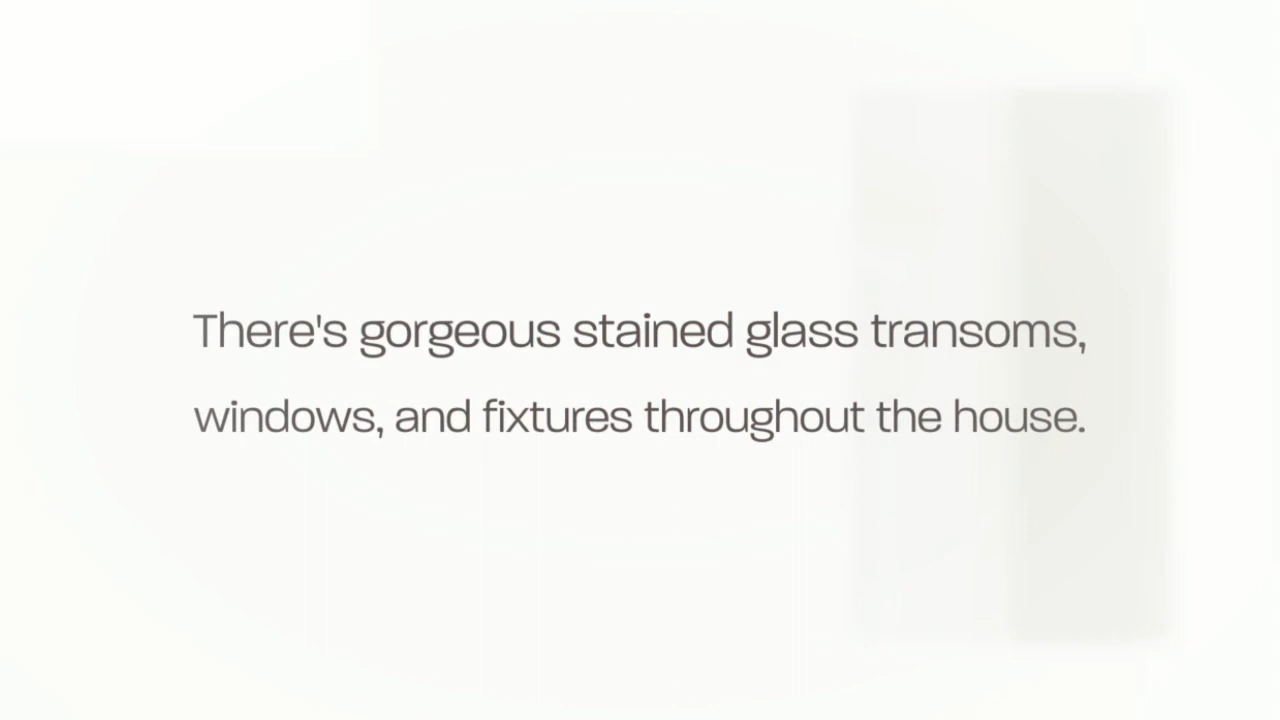 There's gorgeous stained glass transoms,
windows, and fixtures throughout the house.